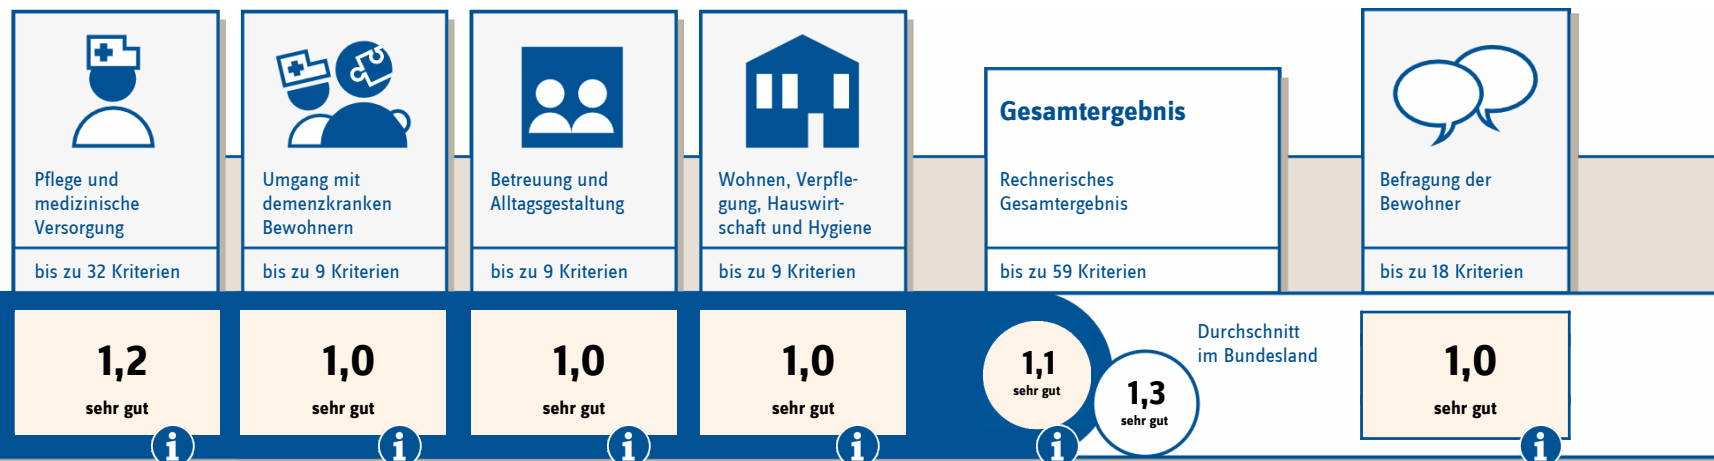 Pflege und
medizinische
Versorgung
bis zu 32 Kriterien
1,2
sehr gut
Umgang mit
demenzkranken
Bewohnern
bis zu 9 Kriterien
1,0
sehr gut
Betreuung und
Alltagsgestaltung
bis zu 9 Kriterien
1,0
sehr gut
Wohnen, Verpfle-
gung, Hauswirt-
schaft und Hygiene
bis zu 9 Kriterien
1,0
sehr gut
Gesamtergebnis
Rechnerisches
Gesamtergebnis
bis zu 59 Kriterien
1,1
sehr gut
1,3
sehr gut
Durchschnitt
im Bundesland
Befragung der
Bewohner
bis zu 18 Kriterien
1,0
sehr gut
i
i
i
i
i
i